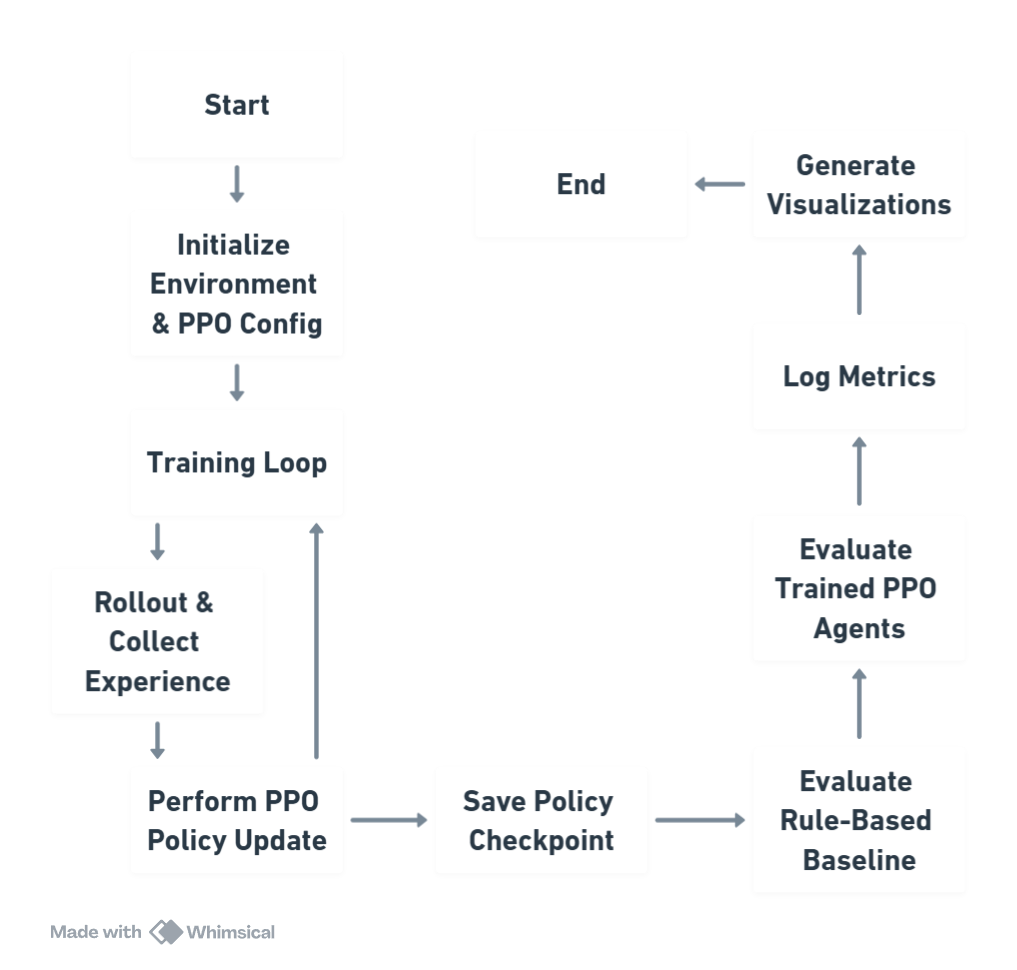 Start
Initialize
Environment
& PPO Config
Training Loop
Rollout &
Collect
Experience
Perform PPO
Policy Update
Save Policy
Checkpoint
Evaluate
Rule-Based
Baseline
Evaluate
Trained PPO
Agents
Log Metrics
Generate
Visualizations
End
Made with Whimsical